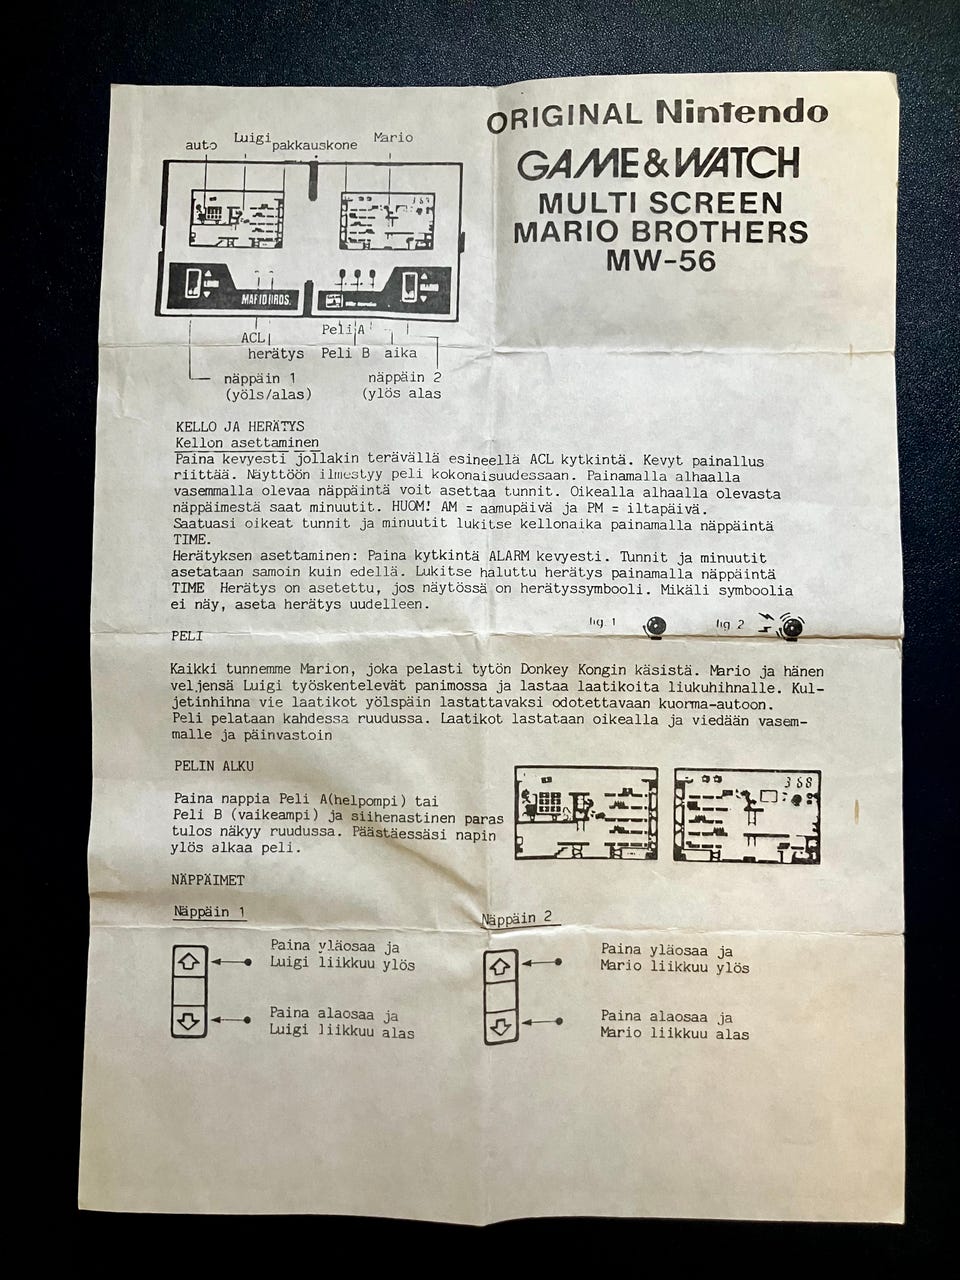 ORIGINAL Nintendo
GAME & WATCH
MULTI SCREEN
MARIO BROTHERS
MW-56
auto Luigi pakkauskone Mario
368
MARIO BROS.
ACL
Peli A
herätys Peli B aika
näppäin 1
(yöls/alas)
näppäin 2
(ylös alas
KELLO JA HERÄTYS
Kellon asettaminen
Paina kevyesti jollakin terävällä esineellä ACL kytkintä. Kevyt painallus
riittää. Näyttöön ilmestyy peli kokonaisuudessaan. Painamalla alhaalla
vasemmalla olevaa näppäintä voit asettaa tunnit. Oikealla alhaalla olevasta
näppäimestä saat minuutit. HUOM! AM = aamupäivä ja PM = iltapäivä.
Saatuasi oikeat tunnit ja minuutit lukitse kellonaika painamalla näppäintä
TIME.
Herätyksen asettaminen: Paina kytkintä ALARM kevyesti. Tunnit ja minuutit
asetataan samoin kuin edellä. Lukitse haluttu herätys painamalla näppäintä
TIME Herätys on asetettu, jos näytössä on herätyssymbooli. Mikäli symboolia
ei näy, aseta herätys uudelleen.
fig. 1 fig 2
PELI
Kaikki tunnemme Marion, joka pelasti tytön Donkey Kongin käsistä. Mario ja hänen
veljensä Luigi työskentelevät panimossa ja lastaa laatikoita liukuhihnalle. Kul-
jetinhihna vie laatikot yölspäin lastattavaksi odotettavaan kuorma-autoon.
Peli pelataan kahdessa ruudussa. Laatikot lastataan oikealla ja viedään vasem-
malle ja päinvastoin
PELIN ALKU
Paina nappia Peli A(helpompi) tai
Peli B (vaikeampi) ja siihenastinen paras
tulos näkyy ruudussa. Päästäessäsi napin
ylös alkaa peli.
368
NÄPPÄIMET
Näppäin 1
Paina yläosaa ja
Luigi liikkuu ylös
Paina alaosaa ja
Luigi liikkuu alas
Näppäin 2
Paina yläosaa ja
Mario liikkuu ylös
Paina alaosaa ja
Mario liikkuu alas